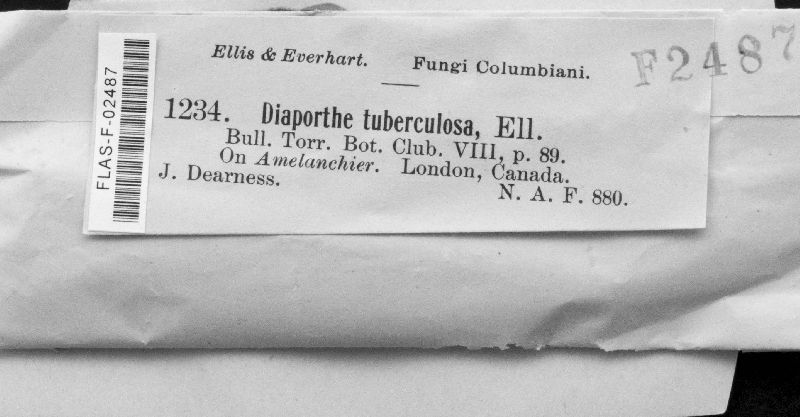 Ellis & Everhart. Fungi Columbiani.
F2487
FLAS-F-02487
1234. Diaporthe tuberculosa, Ell.
Bull. Torr. Bot. Club. VIII, p. 89.
On Amelanchier. London, Canada.
J. Dearness.
N. A. F. 880.